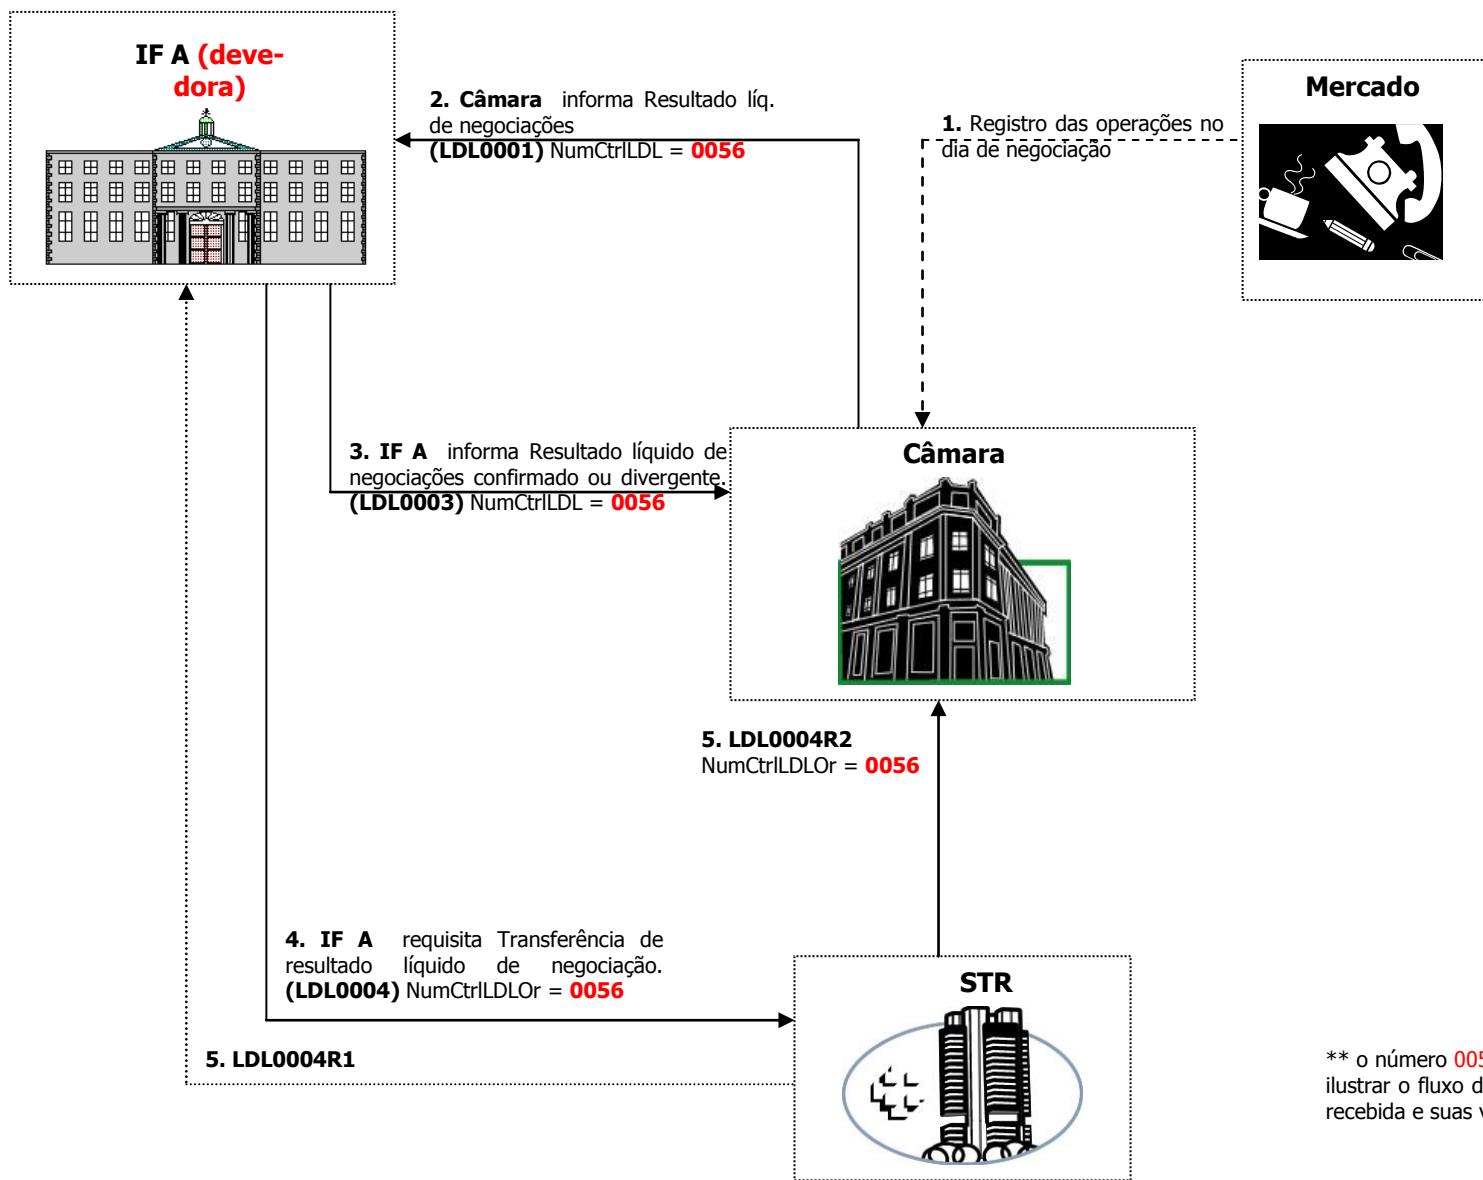 IF A (deve-
dora)
2. Câmara informa Resultado líq.
de negociações
(LDL0001) NumCtrlLDL = 0056
1. Registro das operações no
dia de negociação
Mercado
3. IF A informa Resultado líquido de
negociações confirmado ou divergente.
(LDL0003) NumCtrlLDL = 0056
Câmara
5. LDL0004R2
NumCtrlLDLOr = 0056
4. IF A requisita Transferência de
resultado líquido de negociação.
(LDL0004) NumCtrlLDLOr = 0056
STR
5. LDL0004R1
** o número
ilustrar o fluxo
recebida e suas